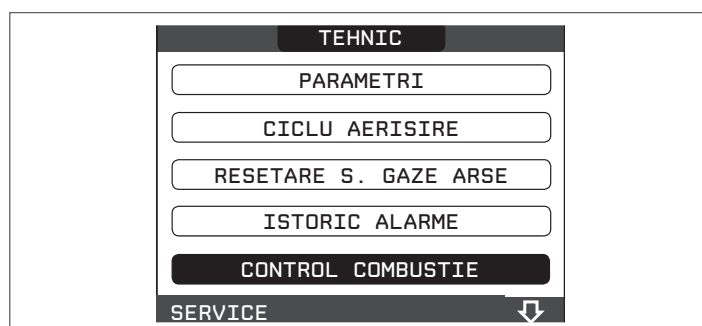 TEHNIC
PARAMETRI
CICLU AERISIRE
RESETARE S. GAZE ARSE
ISTORIC ALARME
CONTROL COMBUSTIE
SERVICE